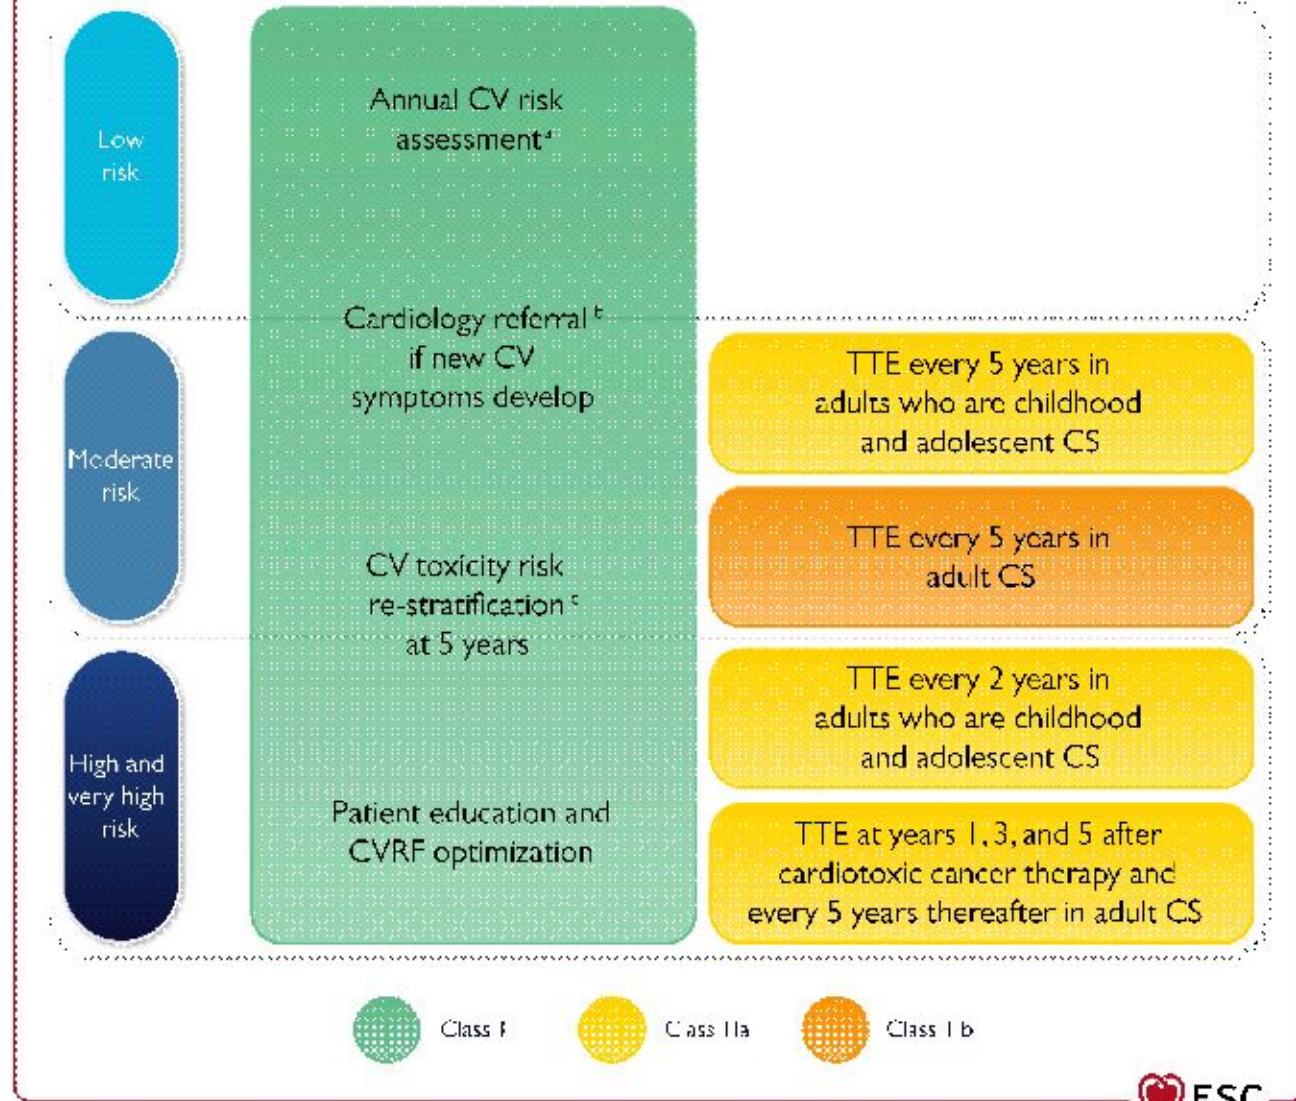 Low
risk
Annual CV risk
assessmentᵃ
Cardiology referral ᵇ
if new CV
symptoms develop
Moderate
risk
TTE every 5 years in
adults who are childhood
and adolescent CS
TTE every 5 years in
adult CS
CV toxicity risk
re-stratification ᶜ
at 5 years
High and
very high
risk
TTE every 2 years in
adults who are childhood
and adolescent CS
Patient education and
CVRF optimization
TTE at years 1, 3, and 5 after
cardiotoxic cancer therapy and
every 5 years thereafter in adult CS
Class I
Class IIa
Class IIb
ESC